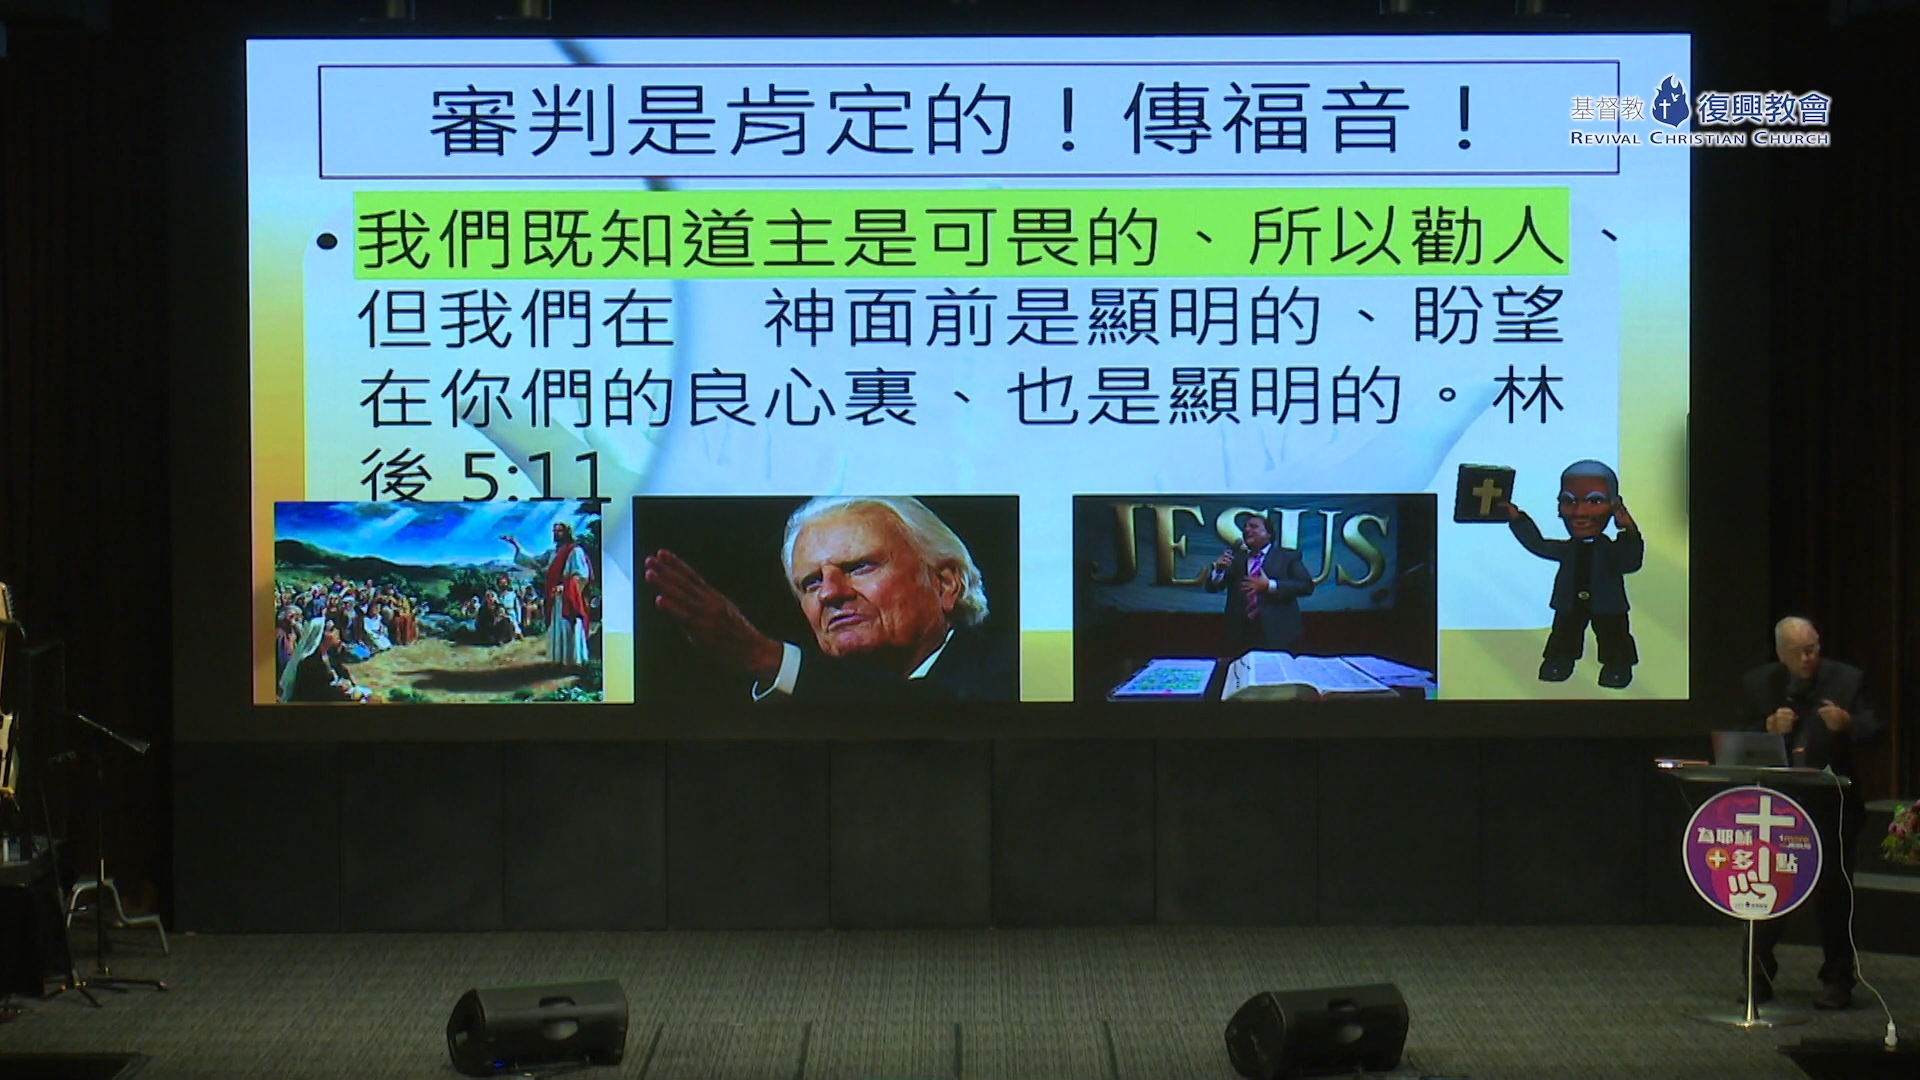 審判是肯定的！傳福音！
基督教 復興教會
REVIVAL CHRISTIAN CHURCH
• 我們既知道主是可畏的、所以勸人、
但我們在　神面前是顯明的、盼望
在你們的良心裏、也是顯明的。林
後 5:11
JESUS
為耶穌
+多 點